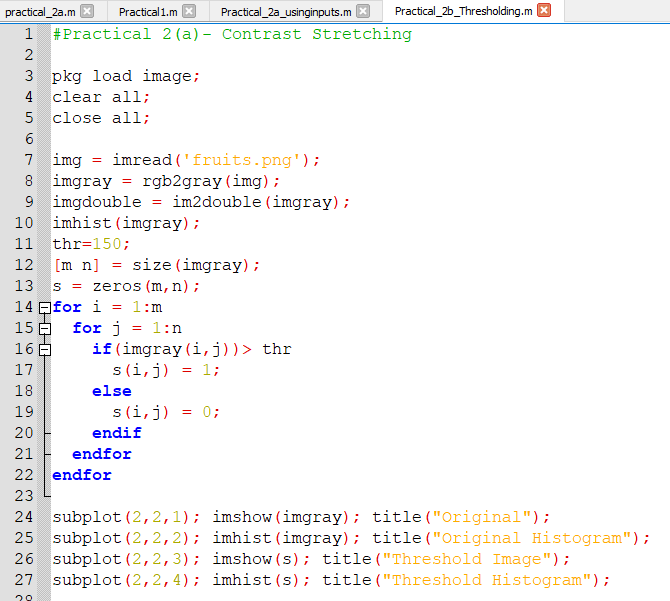 practical_2a.m Practical1.m Practical_2a_usinginputs.m Practical_2b_Thresholding.m
1 #Practical 2(a)- Contrast Stretching
2
3 pkg load image;
4 clear all;
5 close all;
6
7 img = imread('fruits.png');
8 imgray = rgb2gray(img);
9 imgdouble = im2double(imgray);
10 imhist(imgray);
11 thr=150;
12 [m n] = size(imgray);
13 s = zeros(m,n);
14 for i = 1:m
15 for j = 1:n
16 if(imgray(i,j))> thr
17 s(i,j) = 1;
18 else
19 s(i,j) = 0;
20 endif
21 endfor
22 endfor
23
24 subplot(2,2,1); imshow(imgray); title("Original");
25 subplot(2,2,2); imhist(imgray); title("Original Histogram");
26 subplot(2,2,3); imshow(s); title("Threshold Image");
27 subplot(2,2,4); imhist(s); title("Threshold Histogram");
28